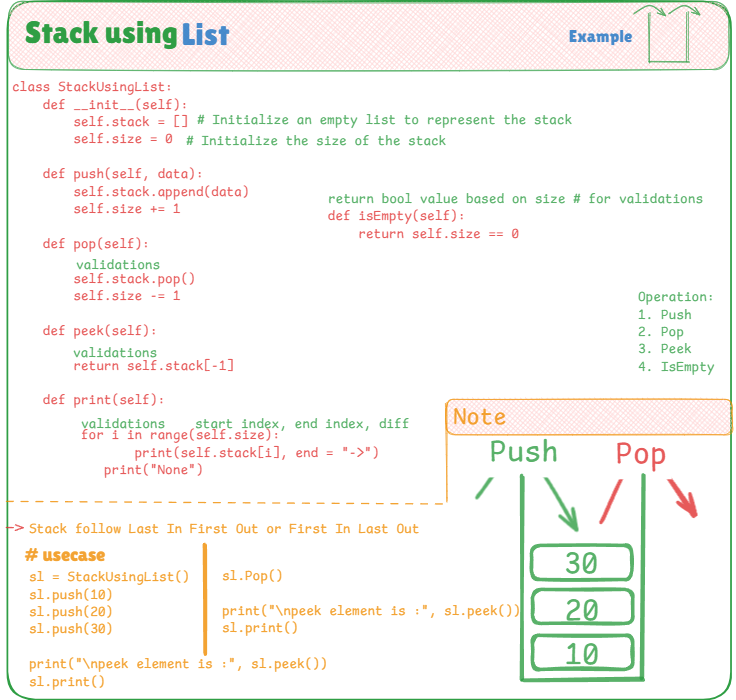 Stack using List
Example
class StackUsingList:
def __init__(self):
self.stack = [] # Initialize an empty list to represent the stack
self.size = 0 # Initialize the size of the stack
def push(self, data):
self.stack.append(data)
self.size += 1
return bool value based on size # for validations
def isEmpty(self):
return self.size == 0
def pop(self):
validations
self.stack.pop()
self.size -= 1
def peek(self):
validations
return self.stack[-1]
Operation:
1. Push
2. Pop
3. Peek
4. IsEmpty
def print(self):
validations start index, end index, diff
for i in range(self.size):
print(self.stack[i], end = "->")
print("None")
Note
Push Pop
30
20
10
-> Stack follow Last In First Out or First In Last Out
# usecase
sl = StackUsingList()
sl.push(10)
sl.push(20)
sl.push(30)
print("\npeek element is :", sl.peek())
sl.print()
sl.Pop()
print("\npeek element is :", sl.peek())
sl.print()